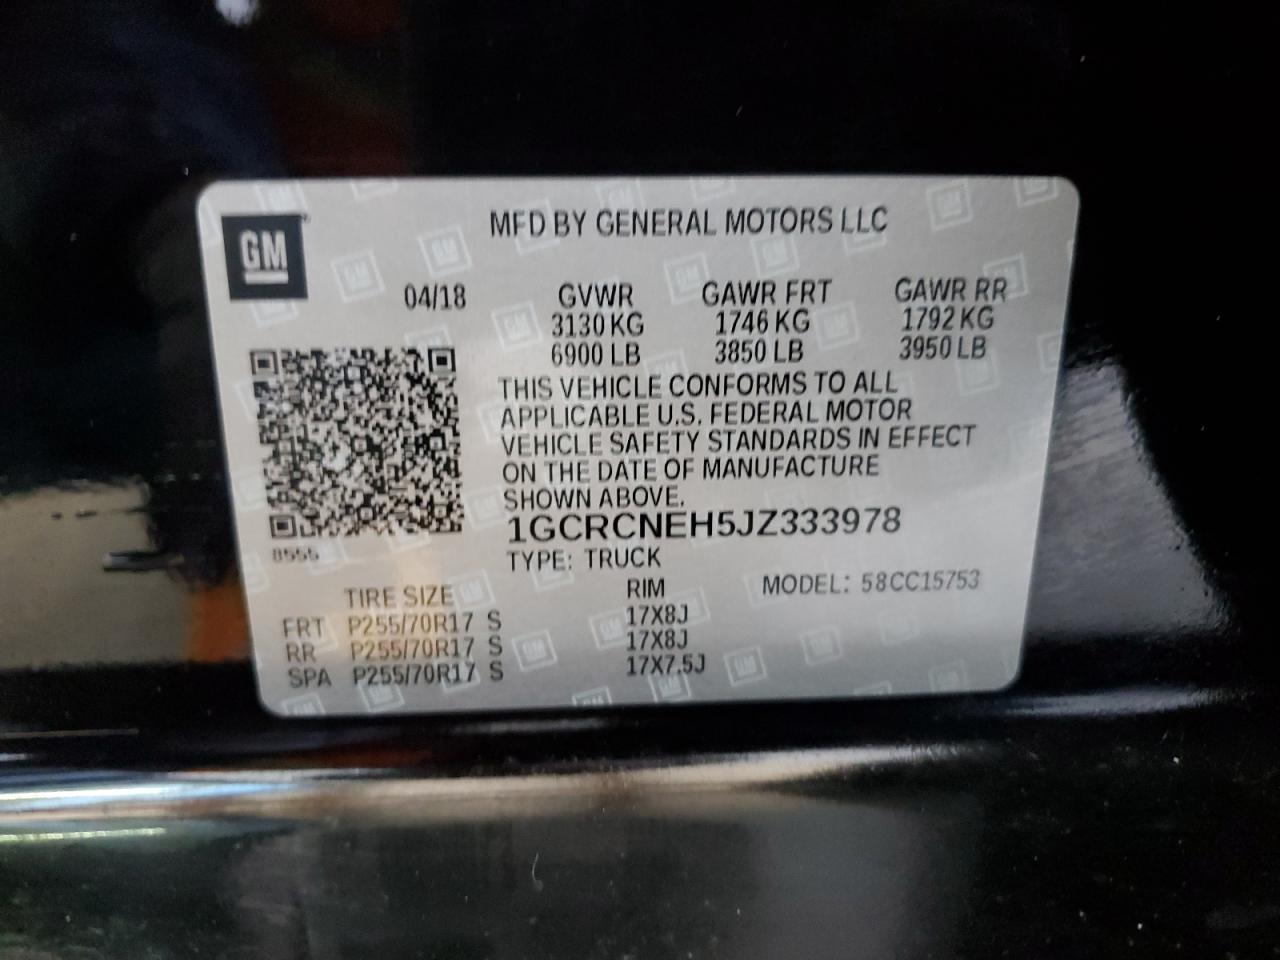 GM
MFD BY GENERAL MOTORS LLC
04/18 GVWR GAWR FRT GAWR RR
3130 KG 1746 KG 1792 KG
6900 LB 3850 LB 3950 LB
THIS VEHICLE CONFORMS TO ALL
APPLICABLE U.S. FEDERAL MOTOR
VEHICLE SAFETY STANDARDS IN EFFECT
ON THE DATE OF MANUFACTURE
SHOWN ABOVE.
1GCRCNEH5JZ333978
8555
TYPE: TRUCK
TIRE SIZE RIM MODEL: 58CC15753
FRT P255/70R17 S 17X8J
RR P255/70R17 S 17X8J
SPA P255/70R17 S 17X7.5J